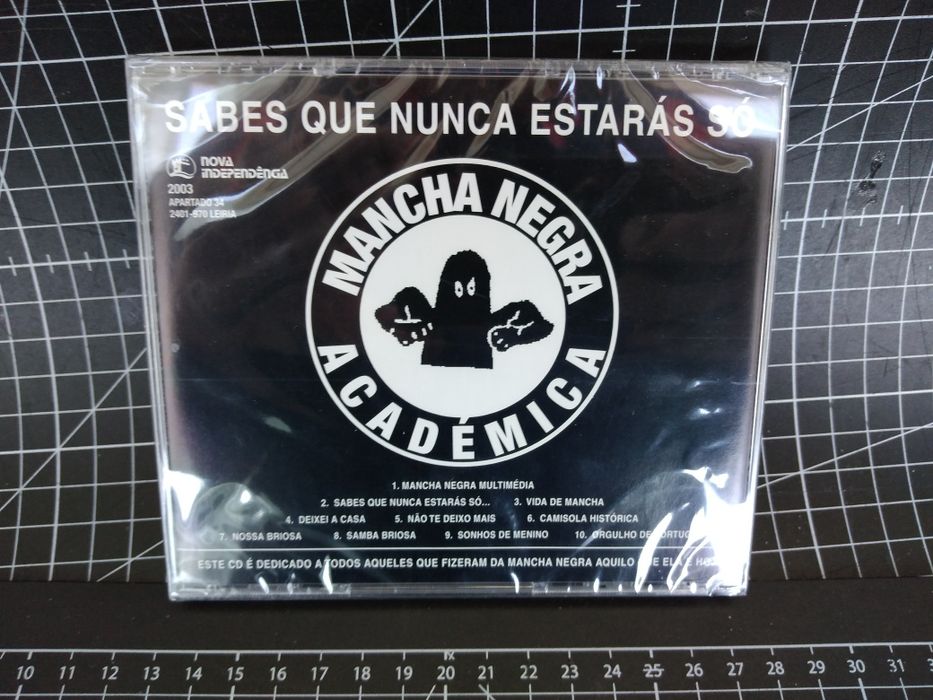 SABES QUE NUNCA ESTARÁS SÓ
NOVA
INDEPENDÊNCIA
2003
APARTADO 34
2401-970 LEIRIA
MANCHA NEGRA
ACADÉMICA
1. MANCHA NEGRA MULTIMÉDIA
2. SABES QUE NUNCA ESTARÁS SÓ... 3. VIDA DE MANCHA
4. DEIXEI A CASA 5. NÃO TE DEIXO MAIS 6. CAMISOLA HISTÓRICA
7. NOSSA BRIOSA 8. SAMBA BRIOSA 9. SONHOS DE MENINO 10. ORGULHO DE PORTUGAL
ESTE CD É DEDICADO A TODOS AQUELES QUE FIZERAM DA MANCHA NEGRA AQUILO QUE ELA É HOJE
10 11 12 13 14 15 16 17 18 19 20 21 22 23 24 25 26 27 28 29 30 31